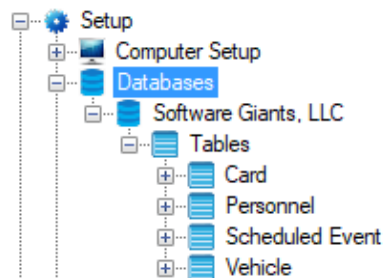 Setup
Computer Setup
Databases
Software Giants, LLC
Tables
Card
Personnel
Scheduled Event
Vehicle